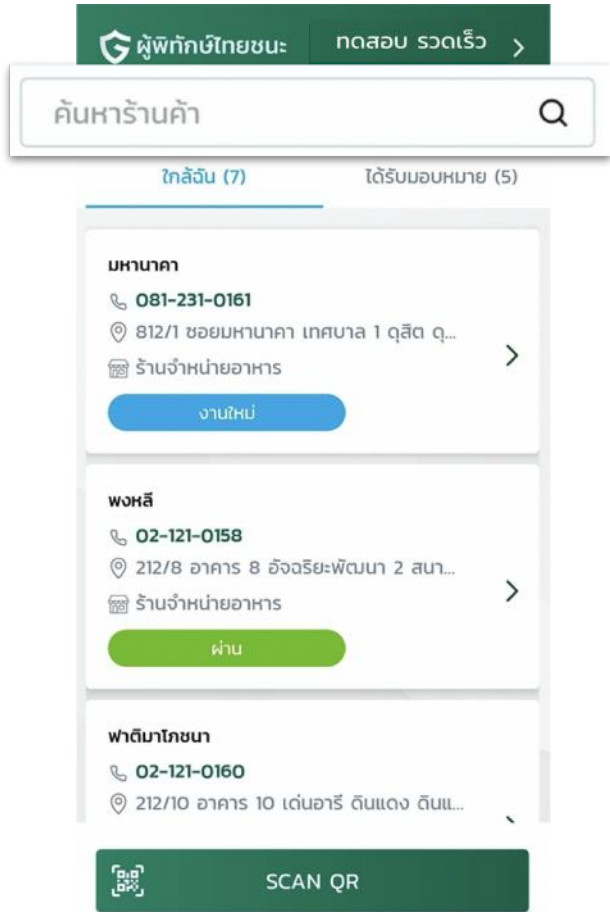 ผู้พิทักษ์ไทยชนะ ทดสอบ รวดเร็ว
ค้นหาร้านค้า
ใกล้ฉัน (7) ได้รับมอบหมาย (5)
มหานาคา
081-231-0161
812/1 ซอยมหานาคา เทศบาล 1 ดุสิต ดุ...
ร้านจำหน่ายอาหาร
งานใหม่
พงหลี
02-121-0158
212/8 อาคาร 8 อัจฉริยะพัฒนา 2 สนา...
ร้านจำหน่ายอาหาร
ผ่าน
ฟาติมาโภชนา
02-121-0160
212/10 อาคาร 10 เด่นอารี ดินแดง ดินแ...
SCAN QR